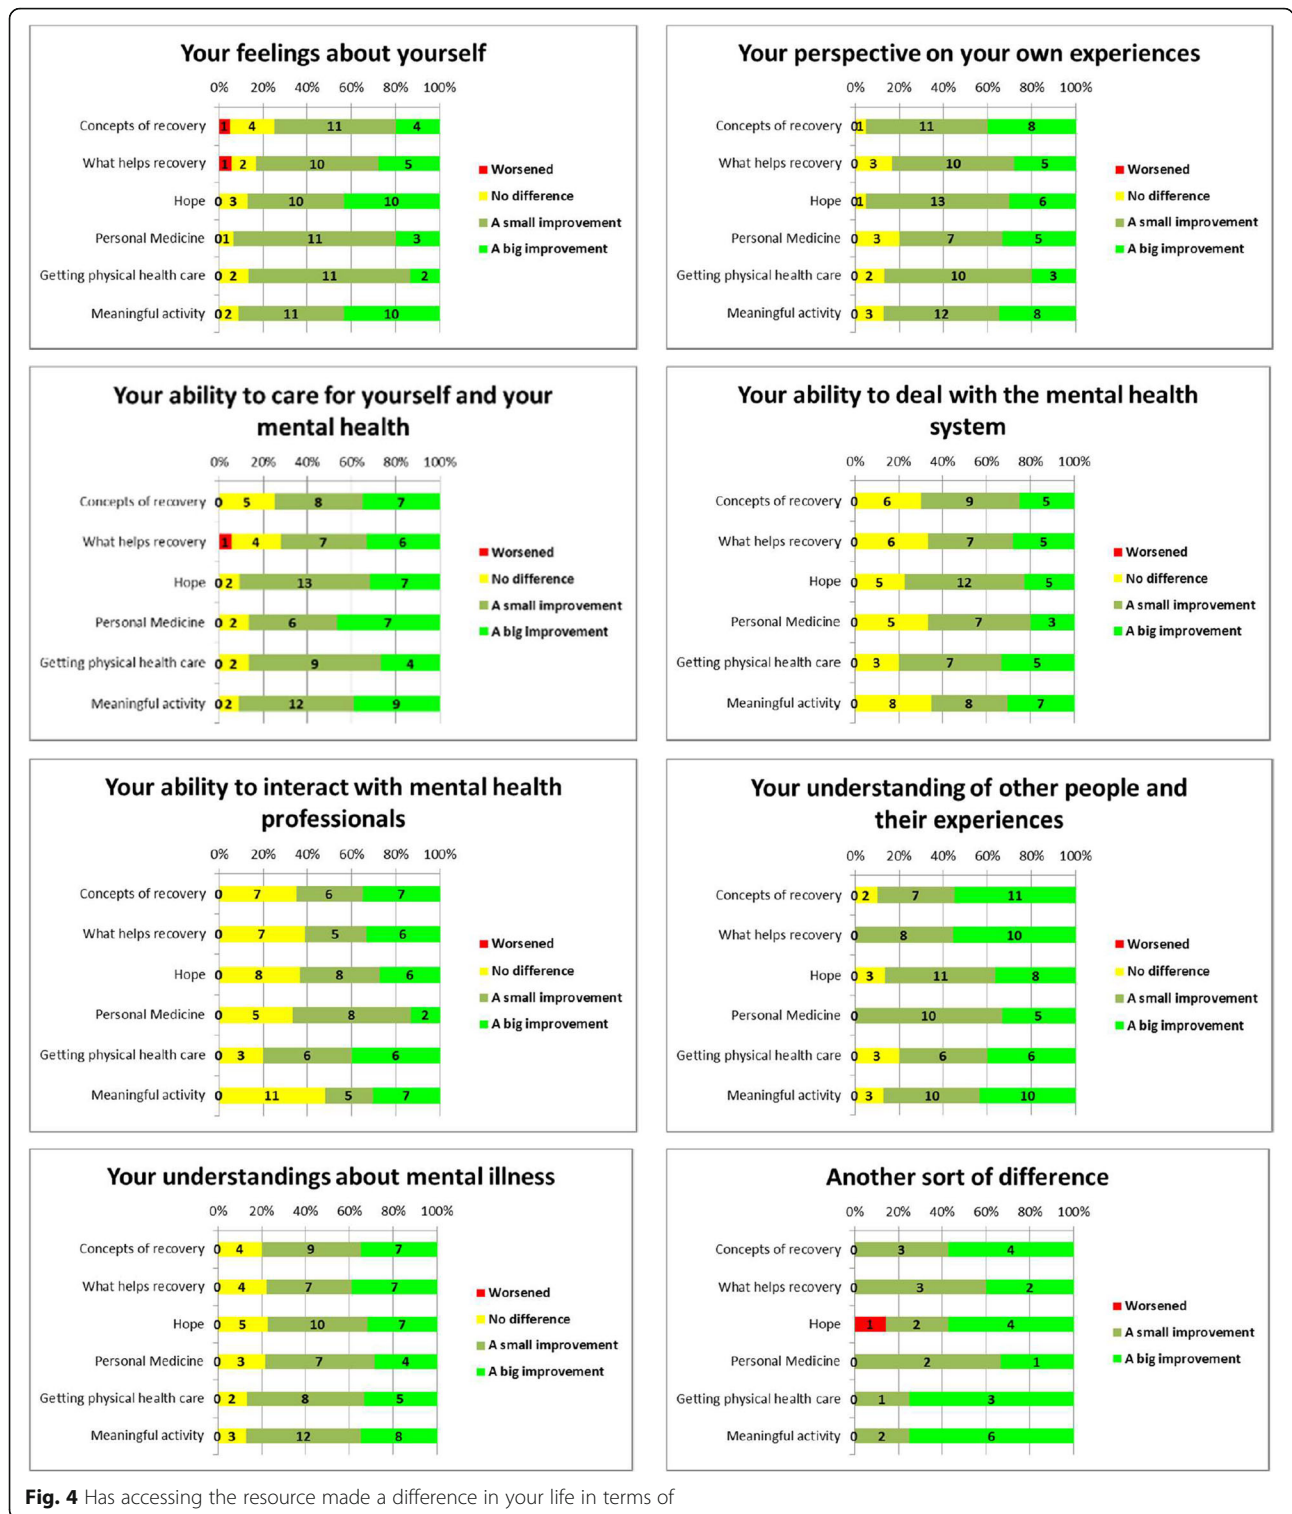 Your feelings about yourself
0% 20% 40% 60% 80% 100%
Concepts of recovery 1 4 11 4
What helps recovery 1 2 10 5
Hope 0 3 10 10
Personal Medicine 0 1 11 3
Getting physical health care 0 2 11 2
Meaningful activity 0 2 11 10
Worsened
No difference
A small improvement
A big improvement
Your perspective on your own experiences
0% 20% 40% 60% 80% 100%
Concepts of recovery 0 1 11 8
What helps recovery 0 3 10 5
Hope 0 1 13 6
Personal Medicine 0 3 7 5
Getting physical health care 0 2 10 3
Meaningful activity 0 3 12 8
Worsened
No difference
A small improvement
A big improvement
Your ability to care for yourself and your
mental health
0% 20% 40% 60% 80% 100%
Concepts of recovery 0 5 8 7
What helps recovery 1 4 7 6
Hope 0 2 13 7
Personal Medicine 0 2 6 7
Getting physical health care 0 2 9 4
Meaningful activity 0 2 12 9
Worsened
No difference
A small improvement
A big Improvement
Your ability to deal with the mental health
system
0% 20% 40% 60% 80% 100%
Concepts of recovery 0 6 9 5
What helps recovery 0 6 7 5
Hope 0 5 12 5
Personal Medicine 0 5 7 3
Getting physical health care 0 3 7 5
Meaningful activity 0 8 8 7
Worsened
No difference
A small improvement
A big improvement
Your ability to interact with mental health
professionals
0% 20% 40% 60% 80% 100%
Concepts of recovery 0 7 6 7
What helps recovery 0 7 5 6
Hope 0 8 8 6
Personal Medicine 0 5 8 2
Getting physical health care 0 3 6 6
Meaningful activity 0 11 5 7
Worsened
No difference
A small improvement
A big improvement
Your understanding of other people and
their experiences
0% 20% 40% 60% 80% 100%
Concepts of recovery 0 2 7 11
What helps recovery 0 8 10
Hope 0 3 11 8
Personal Medicine 0 10 5
Getting physical health care 0 3 6 6
Meaningful activity 0 3 10 10
Worsened
No difference
A small improvement
A big improvement
Your understandings about mental illness
0% 20% 40% 60% 80% 100%
Concepts of recovery 0 4 9 7
What helps recovery 0 4 7 7
Hope 0 5 10 7
Personal Medicine 0 3 7 4
Getting physical health care 0 2 8 5
Meaningful activity 0 3 12 8
Worsened
No difference
A small improvement
A big improvement
Another sort of difference
0% 20% 40% 60% 80% 100%
Concepts of recovery 0 3 4
What helps recovery 0 3 2
Hope 1 2 4
Personal Medicine 0 2 1
Getting physical health care 0 1 3
Meaningful activity 0 2 6
Worsened
A small improvement
A big improvement
Fig. 4 Has accessing the resource made a difference in your life in terms of